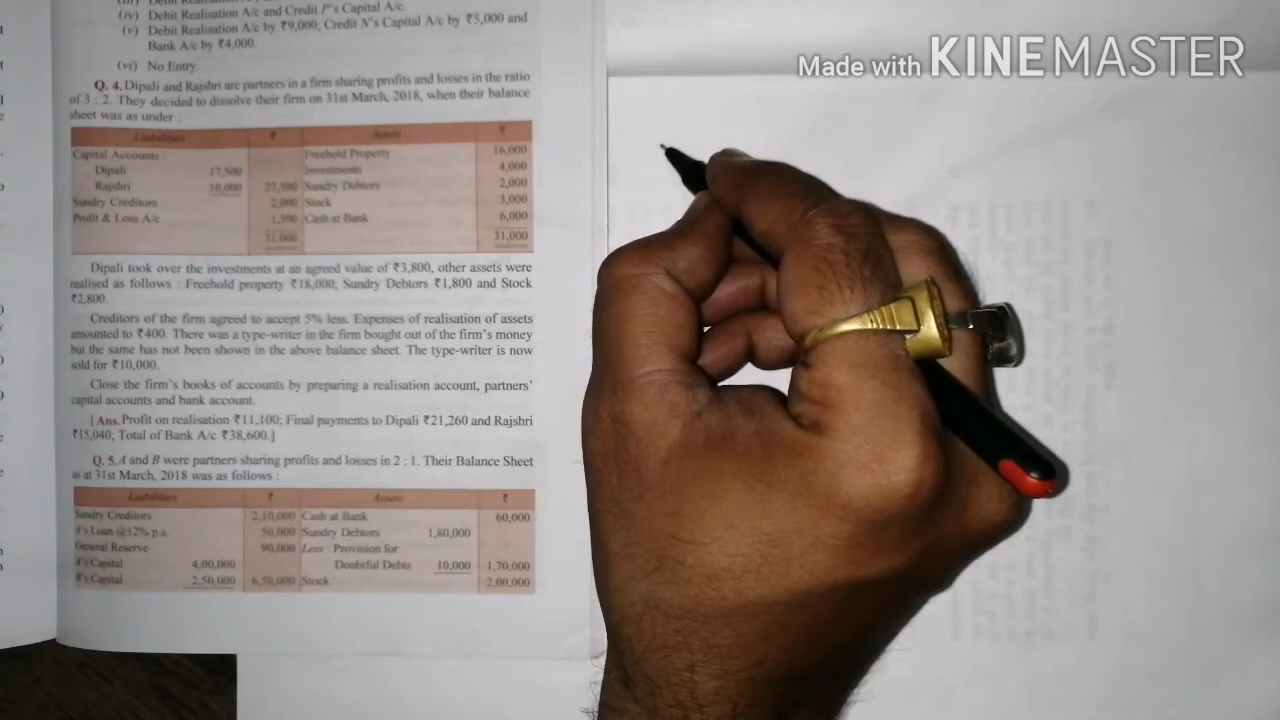 (iv) Debit Realisation A/c and Credit P's Capital A/c.
(v) Debit Realisation A/c by ₹9,000; Credit N's Capital A/c by ₹5,000 and
Bank A/c by ₹4,000.
(vi) No Entry.
Made with KINEMASTER
Q. 4. Dipali and Rajshri are partners in a firm sharing profits and losses in the ratio
of 3 : 2. They decided to dissolve their firm on 31st March, 2018, when their balance
sheet was as under :
Liabilities ₹ Assets ₹
Capital Accounts : Freehold Property 16,000
Dipali 17,500 Investments 4,000
Rajshri 10,000 27,500 Sundry Debtors 2,000
Sundry Creditors 2,000 Stock 3,000
Profit & Loss A/c 1,500 Cash at Bank 6,000
31,000 31,000
Dipali took over the investments at an agreed value of ₹3,800, other assets were
realised as follows : Freehold property ₹18,000; Sundry Debtors ₹1,800 and Stock
₹2,800.
Creditors of the firm agreed to accept 5% less. Expenses of realisation of assets
amounted to ₹400. There was a type-writer in the firm bought out of the firm's money
but the same has not been shown in the above balance sheet. The type-writer is now
sold for ₹10,000.
Close the firm's books of accounts by preparing a realisation account, partners'
capital accounts and bank account.
[Ans. Profit on realisation ₹11,100; Final payments to Dipali ₹21,260 and Rajshri
₹15,040; Total of Bank A/c ₹38,600.]
Q. 5. A and B were partners sharing profits and losses in 2 : 1. Their Balance Sheet
as at 31st March, 2018 was as follows :
Liabilities ₹ Assets ₹
Sundry Creditors 2,10,000 Cash at Bank 60,000
A's Loan @ 12% p.a. 50,000 Sundry Debtors 1,80,000
General Reserve 90,000 Less : Provision for
A's Capital 4,00,000 Doubtful Debts 10,000 1,70,000
B's Capital 2,50,000 6,50,000 Stock 2,00,000